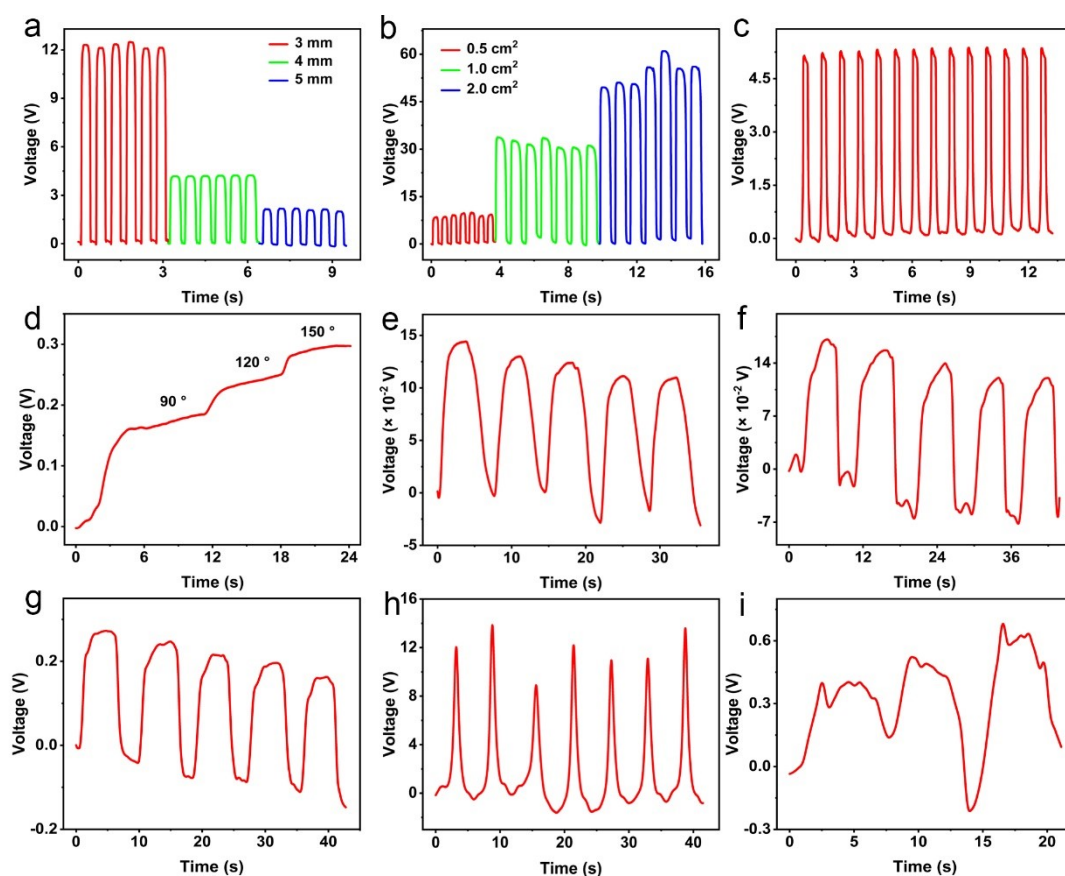 a
12
9
6
3
0
Voltage (V)
3 mm
4 mm
5 mm
0
3
6
9
Time (s)
b
60
45
30
15
0
Voltage (V)
0.5 cm²
1.0 cm²
2.0 cm²
0
4
8
12
16
Time (s)
c
4.5
3.0
1.5
0.0
Voltage (V)
0
3
6
9
12
Time (s)
d
0.3
0.2
0.1
0.0
Voltage (V)
90 °
120 °
150 °
0
6
12
18
24
Time (s)
e
15
10
5
0
-5
Voltage (× 10⁻² V)
0
10
20
30
Time (s)
f
14
7
0
-7
Voltage (× 10⁻² V)
0
12
24
36
Time (s)
g
0.2
0.0
-0.2
Voltage (V)
0
10
20
30
40
Time (s)
h
16
12
8
4
0
Voltage (V)
0
10
20
30
40
Time (s)
i
0.6
0.3
0.0
-0.3
Voltage (V)
0
5
10
15
20
Time (s)